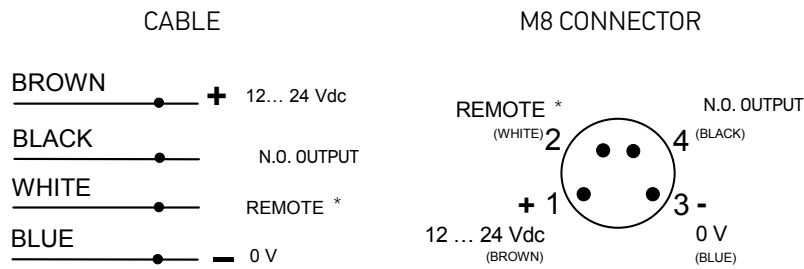 CABLE
BROWN
+ 12... 24 Vdc
BLACK
N.O. OUTPUT
WHITE
REMOTE *
BLUE
– 0 V
M8 CONNECTOR
REMOTE *
(WHITE) 2
N.O. OUTPUT
4 (BLACK)
+ 1
12 ... 24 Vdc
(BROWN)
3 -
0 V
(BLUE)